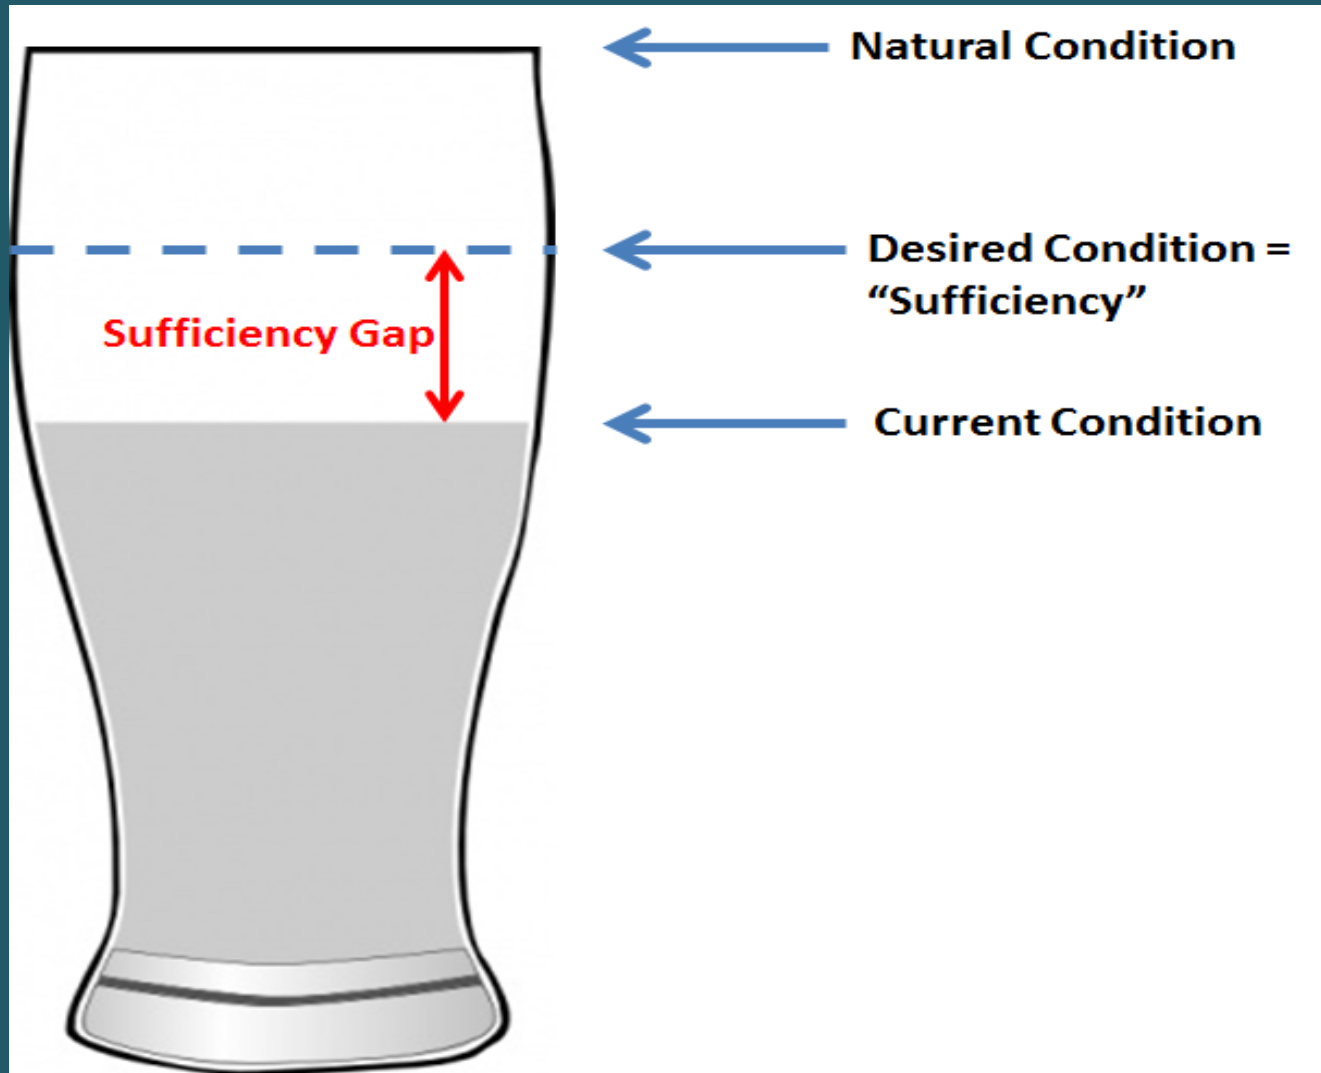 Natural Condition
Desired Condition =
“Sufficiency”
Sufficiency Gap
Current Condition